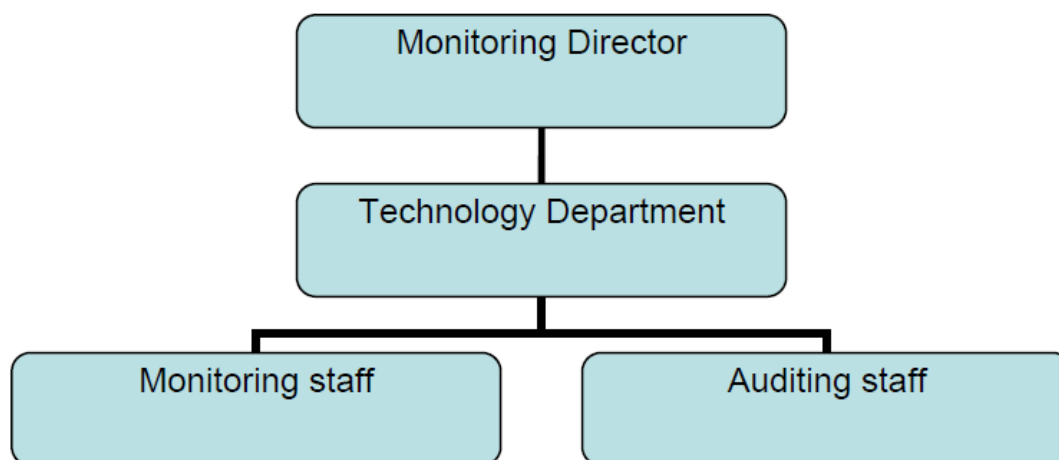 Monitoring Director
Technology Department
Monitoring staff
Auditing staff